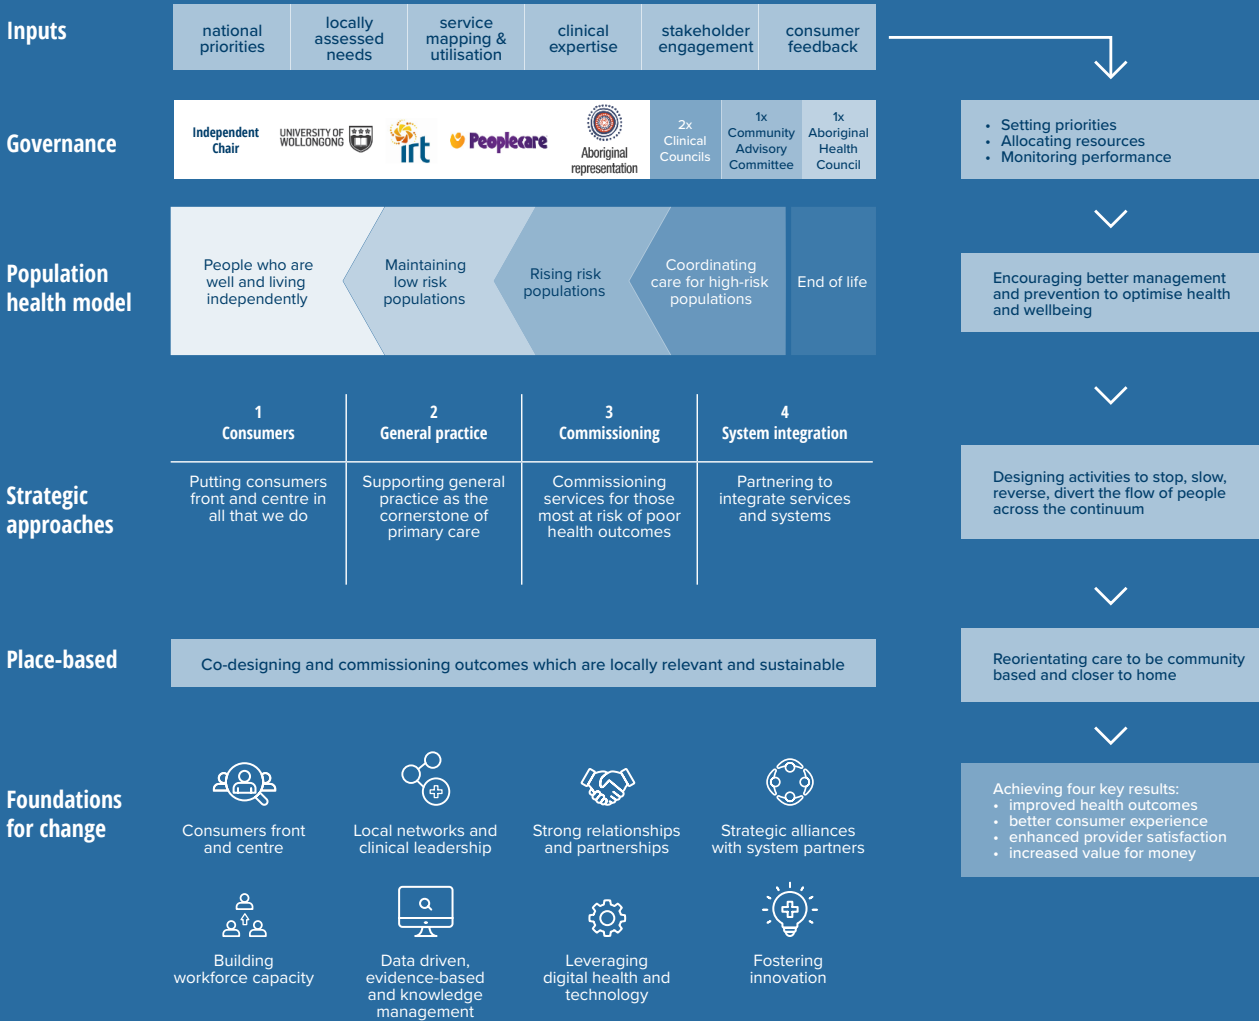 Inputs
national
priorities
locally
assessed
needs
service
mapping &
utilisation
clinical
expertise
stakeholder
engagement
consumer
feedback
Governance
Independent
Chair
UNIVERSITY OF
WOLLONGONG
irt
Peoplecare
Aboriginal
representation
2x
Clinical
Councils
1x
Community
Advisory
Committee
1x
Aboriginal
Health
Council
• Setting priorities
• Allocating resources
• Monitoring performance
Population
health model
People who are
well and living
independently
Maintaining
low risk
populations
Rising risk
populations
Coordinating
care for high-risk
populations
End of life
Encouraging better management
and prevention to optimise health
and wellbeing
Strategic
approaches
1
Consumers
Putting consumers
front and centre in
all that we do
2
General practice
Supporting general
practice as the
cornerstone of
primary care
3
Commissioning
Commissioning
services for those
most at risk of poor
health outcomes
4
System integration
Partnering to
integrate services
and systems
Designing activities to stop, slow,
reverse, divert the flow of people
across the continuum
Place-based
Co-designing and commissioning outcomes which are locally relevant and sustainable
Reorientating care to be community
based and closer to home
Foundations
for change
Consumers front
and centre
Local networks and
clinical leadership
Strong relationships
and partnerships
Strategic alliances
with system partners
Building
workforce capacity
Data driven,
evidence-based
and knowledge
management
Leveraging
digital health and
technology
Fostering
innovation
Achieving four key results:
• improved health outcomes
• better consumer experience
• enhanced provider satisfaction
• increased value for money